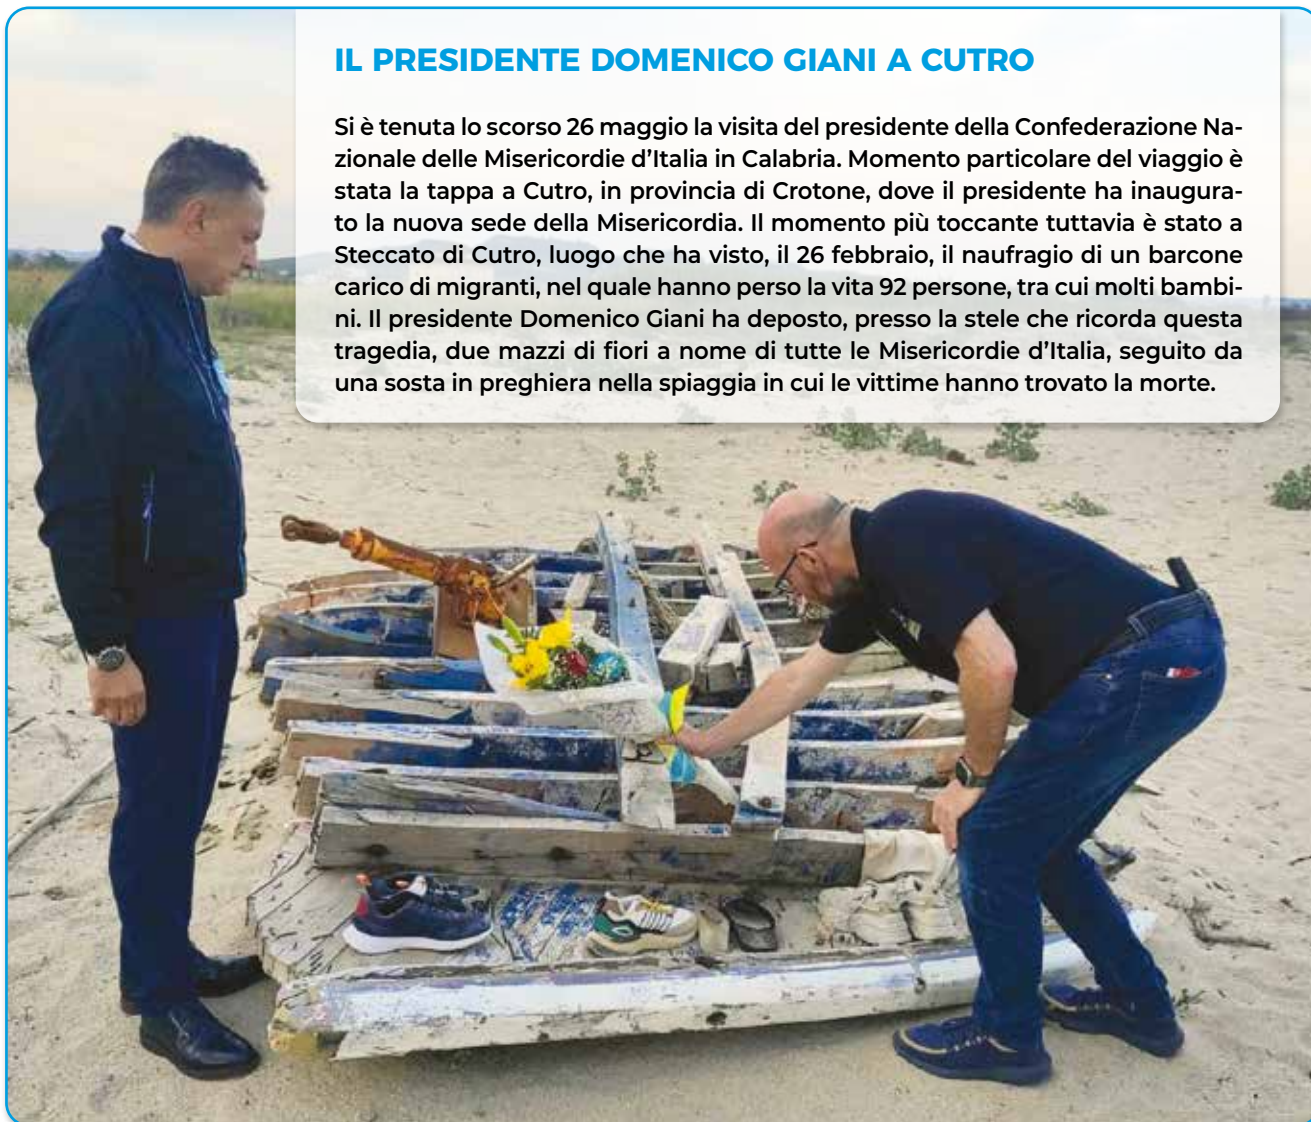 IL PRESIDENTE DOMENICO GIANI A CUTRO
Si è tenuta lo scorso 26 maggio la visita del presidente della Confederazione Na-
zionale delle Misericordie d'Italia in Calabria. Momento particolare del viaggio è
stata la tappa a Cutro, in provincia di Crotone, dove il presidente ha inaugura-
to la nuova sede della Misericordia. Il momento più toccante tuttavia è stato a
Steccato di Cutro, luogo che ha visto, il 26 febbraio, il naufragio di un barcone
carico di migranti, nel quale hanno perso la vita 92 persone, tra cui molti bambi-
ni. Il presidente Domenico Giani ha deposto, presso la stele che ricorda questa
tragedia, due mazzi di fiori a nome di tutte le Misericordie d'Italia, seguito da
una sosta in preghiera nella spiaggia in cui le vittime hanno trovato la morte.